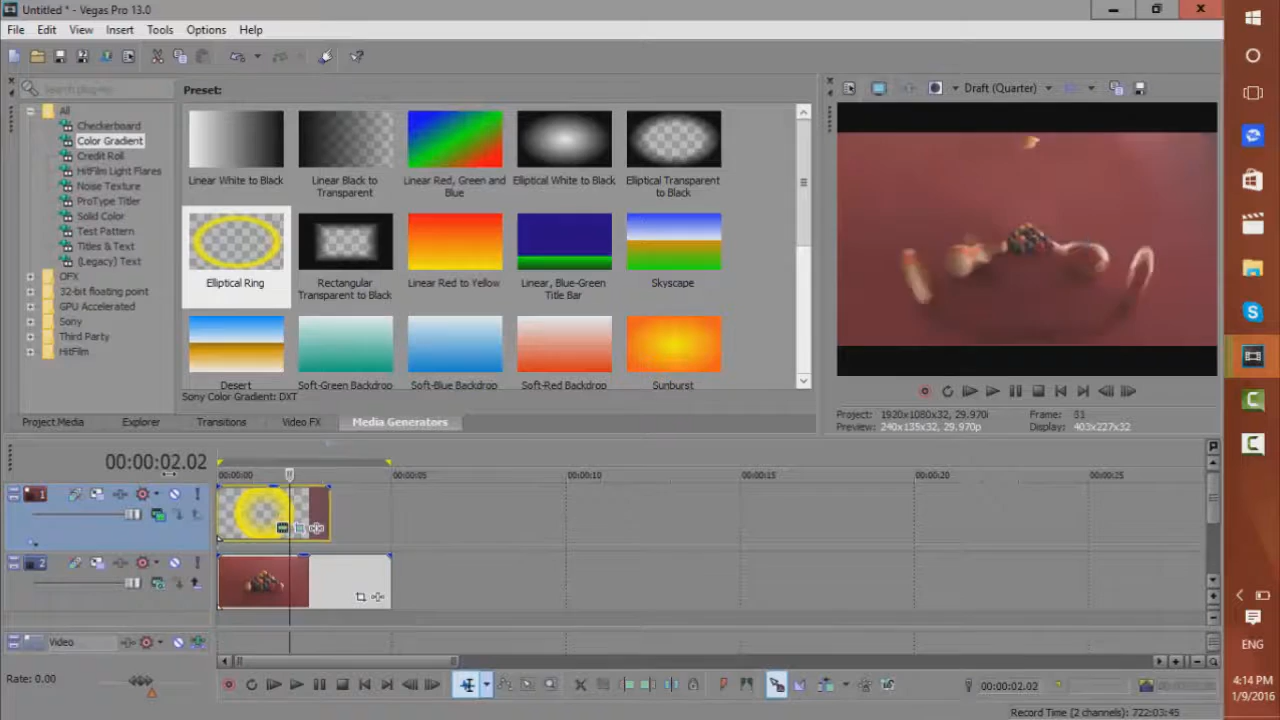 Untitled * - Vegas Pro 13.0
File Edit View Insert Tools Options Help
Search plug-ins
All
Checkerboard
Color Gradient
Credit Roll
HitFilm Light Flares
Noise Texture
ProType Titler
Solid Color
Test Pattern
Titles & Text
(Legacy) Text
OFX
32-bit floating point
GPU Accelerated
Sony
Third Party
HitFilm
Preset:
Linear White to Black
Linear Black to Transparent
Linear Red, Green and Blue
Elliptical White to Black
Elliptical Transparent to Black
Elliptical Ring
Rectangular Transparent to Black
Linear Red to Yellow
Linear, Blue-Green Title Bar
Skyscape
Desert
Soft-Green Backdrop
Soft-Blue Backdrop
Soft-Red Backdrop
Sunburst
Sony Color Gradient: DXT
Project Media Explorer Transitions Video FX Media Generators
Draft (Quarter)
Project: 1920x1080x32, 29.970i
Preview: 240x135x32, 29.970p
Frame: 31
Display: 403x227x32
00:00:02.02
00:00:00 00:00:05 00:00:10 00:00:15 00:00:20 00:00:25
1
2
Video
Rate: 0.00
00:00:02.02
Record Time (2 channels): 722:03:45
ENG
4:14 PM
1/9/2016